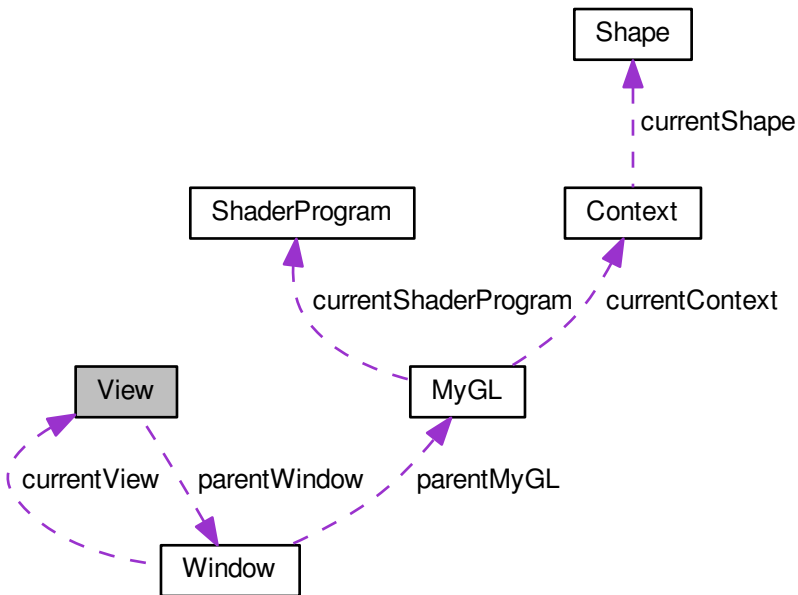 Shape
currentShape
ShaderProgram
Context
currentShaderProgram
currentContext
View
MyGL
currentView
parentWindow
parentMyGL
Window